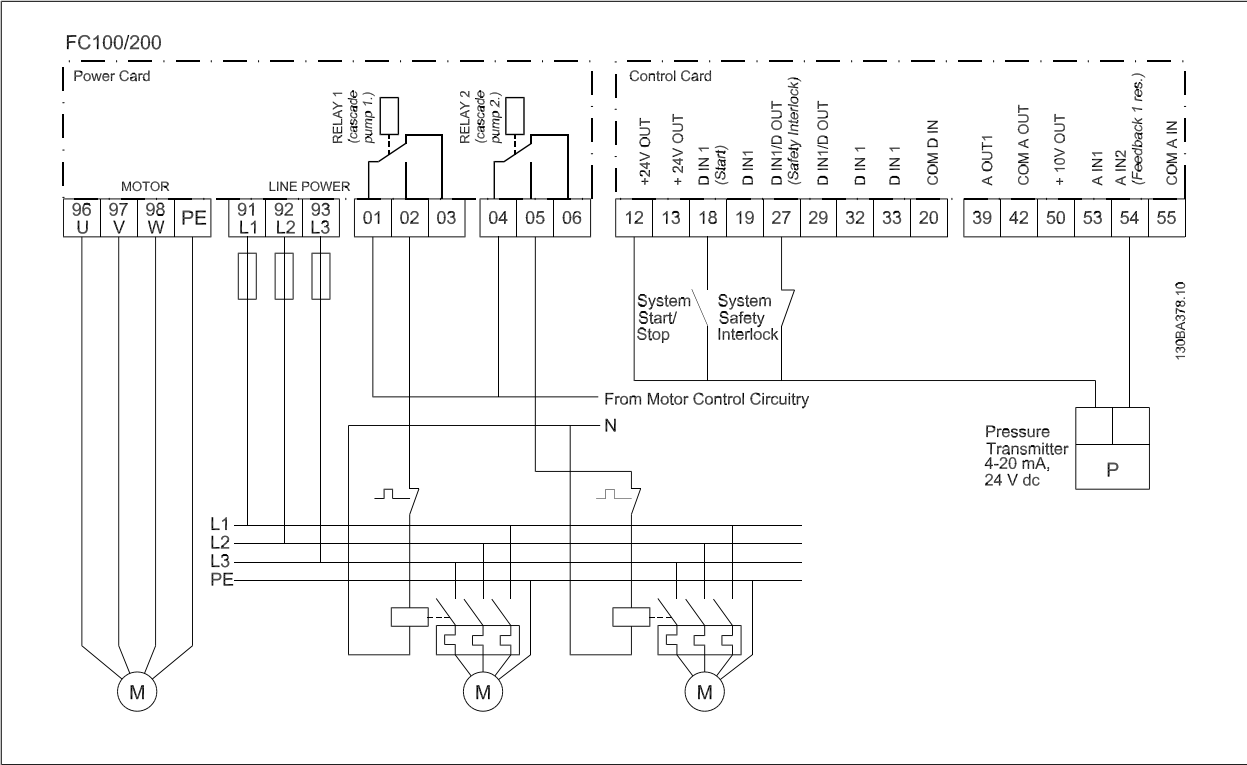 FC100/200
Power Card
Control Card
RELAY 1
(cascade
pump 1.)
RELAY 2
(cascade
pump 2.)
MOTOR
LINE POWER
+24V OUT
+ 24V OUT
D IN 1
(Start)
D IN1
D IN1/D OUT
(Safety Interlock)
D IN1/D OUT
D IN 1
D IN 1
COM D IN
A OUT1
COM A OUT
+ 10V OUT
A IN1
A IN2
(Feedback 1 res.)
COM A IN
96 97 98 PE
U V W
91 92 93
L1 L2 L3
01 02 03
04 05 06
12 13 18 19 27 29 32 33 20
39 42 50 53 54 55
System
Start/
Stop
System
Safety
Interlock
130BA378.10
From Motor Control Circuitry
N
Pressure
Transmitter
4-20 mA,
24 V dc
P
L1
L2
L3
PE
M
M
M